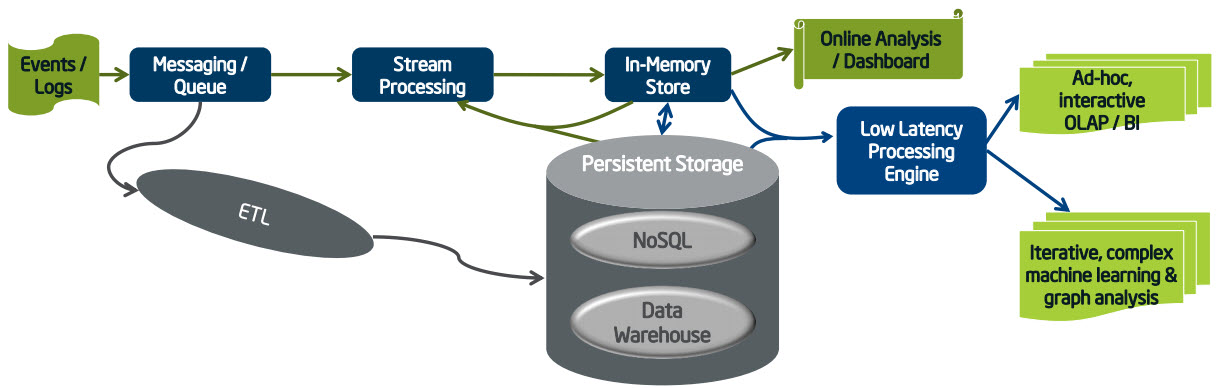 Events /
Logs
Messaging /
Queue
Stream
Processing
In-Memory
Store
Online Analysis
/ Dashboard
Low Latency
Processing
Engine
Ad-hoc,
interactive
OLAP / BI
Iterative, complex
machine learning &
graph analysis
ETL
Persistent Storage
NoSQL
Data
Warehouse